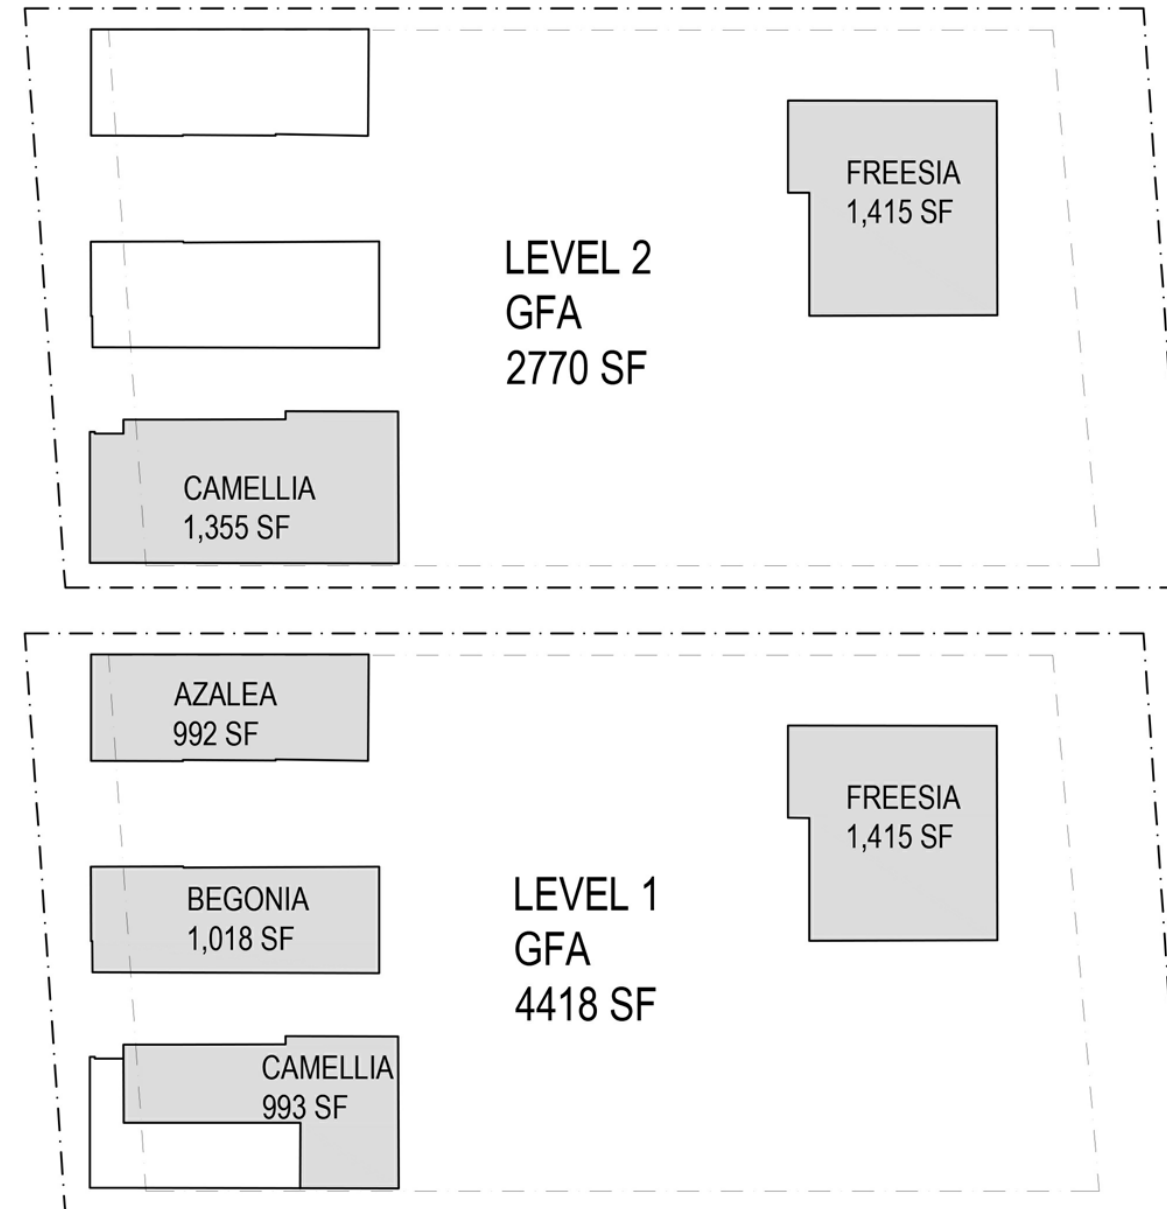 FREESIA
1,415 SF
LEVEL 2
GFA
2770 SF
CAMELLIA
1,355 SF
AZALEA
992 SF
FREESIA
1,415 SF
BEGONIA
1,018 SF
LEVEL 1
GFA
4418 SF
CAMELLIA
993 SF